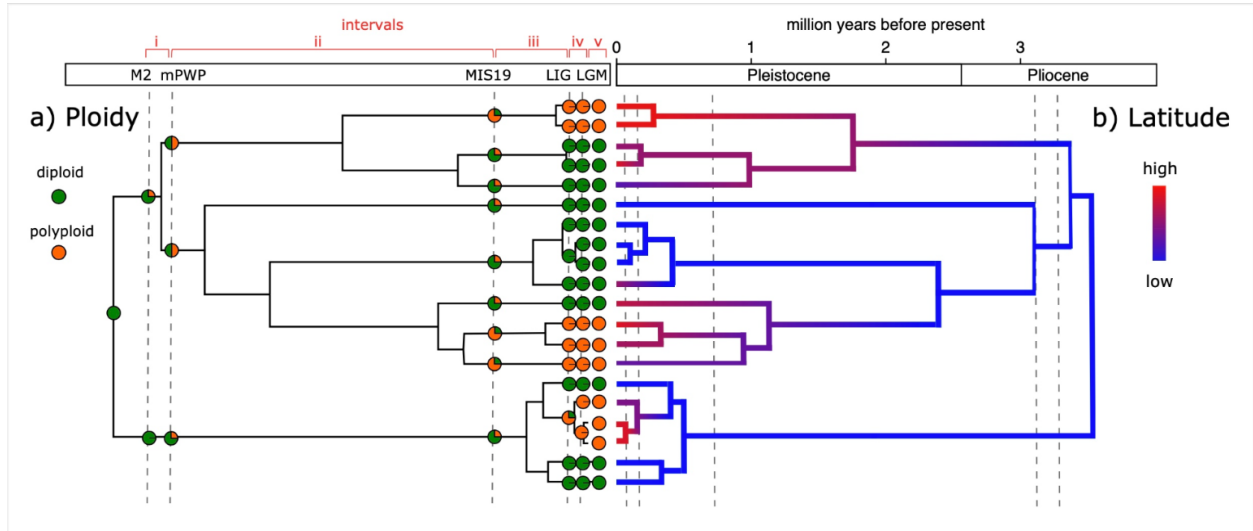 intervals
i ii iii iv v
M2 mPWP MIS19 LIG LGM
million years before present
0 1 2 3
Pleistocene Pliocene
a) Ploidy
diploid
polyploid
b) Latitude
high
low